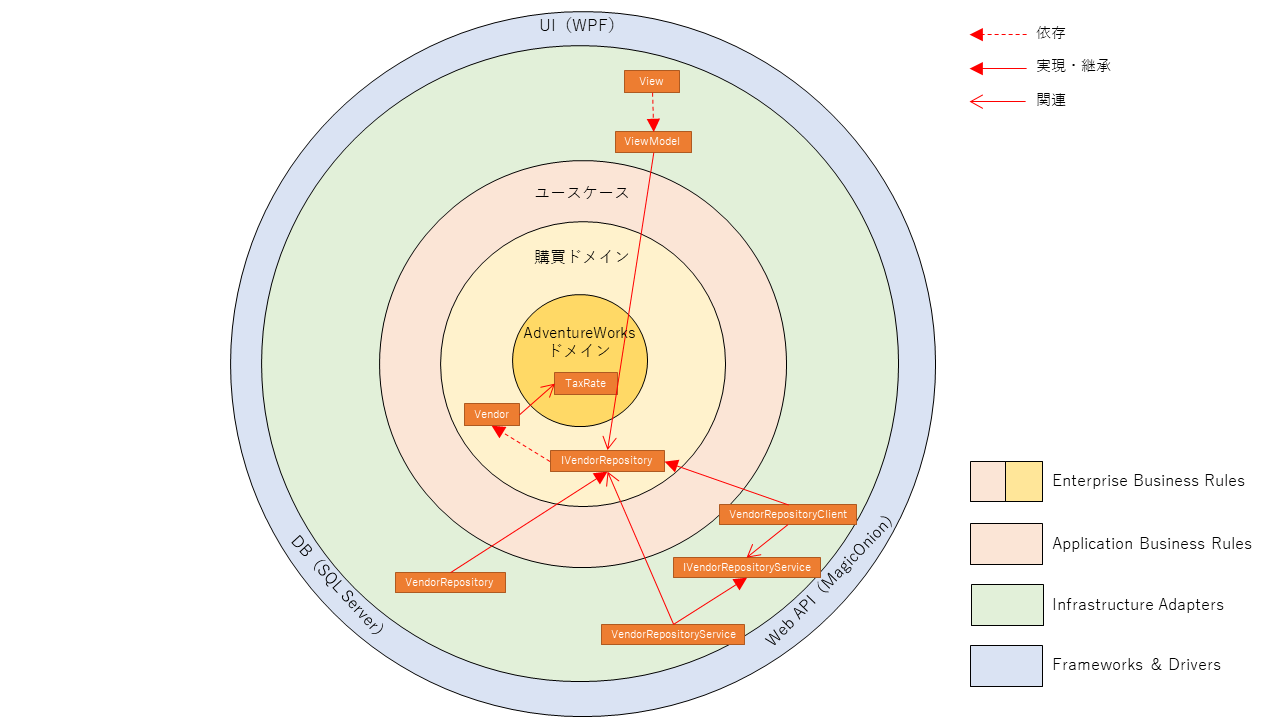 UI（WPF）
依存
実現・継承
関連
View
ViewModel
ユースケース
購買ドメイン
AdventureWorks
ドメイン
TaxRate
Vendor
IVendorRepository
VendorRepositoryClient
IVendorRepositoryService
VendorRepository
VendorRepositoryService
DB（SQL Server）
Web API（MagicOnion）
Enterprise Business Rules
Application Business Rules
Infrastructure Adapters
Frameworks & Drivers